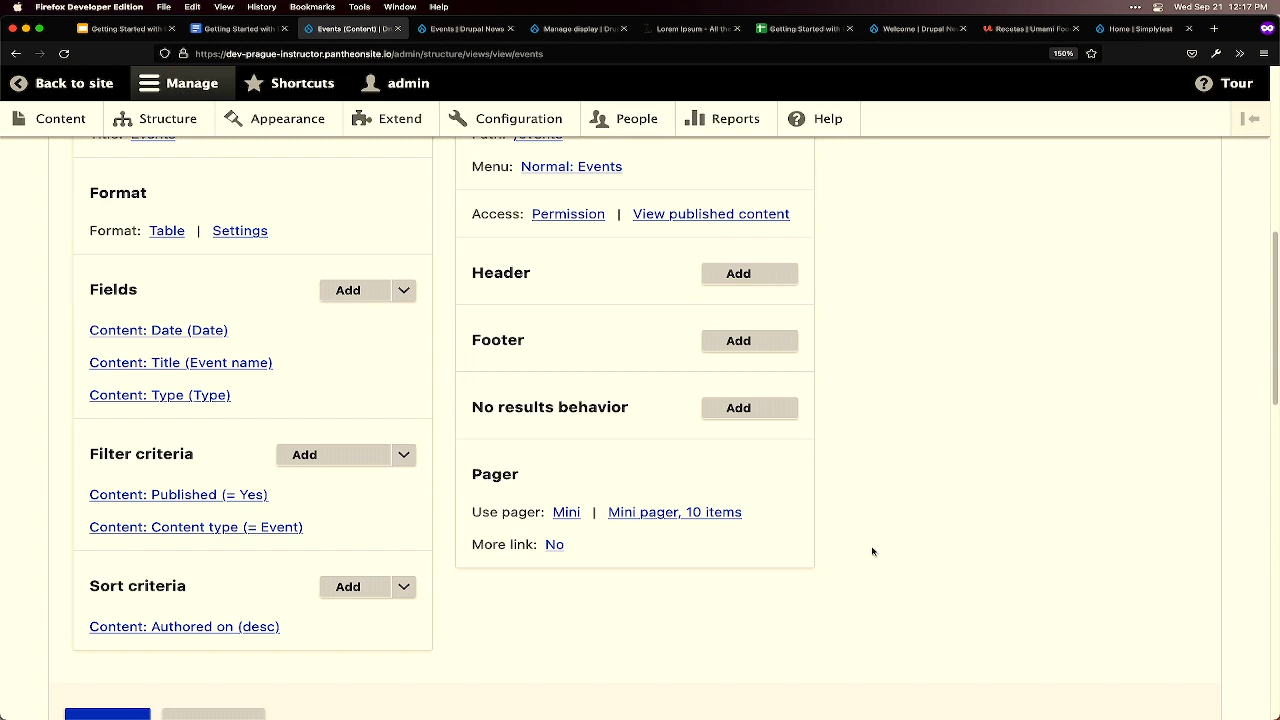 Firefox Developer Edition File Edit View History Bookmarks Tools Window Help Wed Sep 21 12:17 PM
Getting Started with Getting Started with Events (Content) | Dr Events | Drupal News Manage display | Dru Lorem Ipsum - All the Getting Started with Welcome | Drupal Ne Recetas | Umami Foo Home | Simplytest
https://dev-prague-instructor.pantheonsite.io/admin/structure/views/view/events 150%
Back to site Manage Shortcuts admin Tour
Content Structure Appearance Extend Configuration People Reports Help
Title: Events
Format
Format: Table | Settings
Fields Add
Content: Date (Date)
Content: Title (Event name)
Content: Type (Type)
Filter criteria Add
Content: Published (= Yes)
Content: Content type (= Event)
Sort criteria Add
Content: Authored on (desc)
Path: /events
Menu: Normal: Events
Access: Permission | View published content
Header Add
Footer Add
No results behavior Add
Pager
Use pager: Mini | Mini pager, 10 items
More link: No